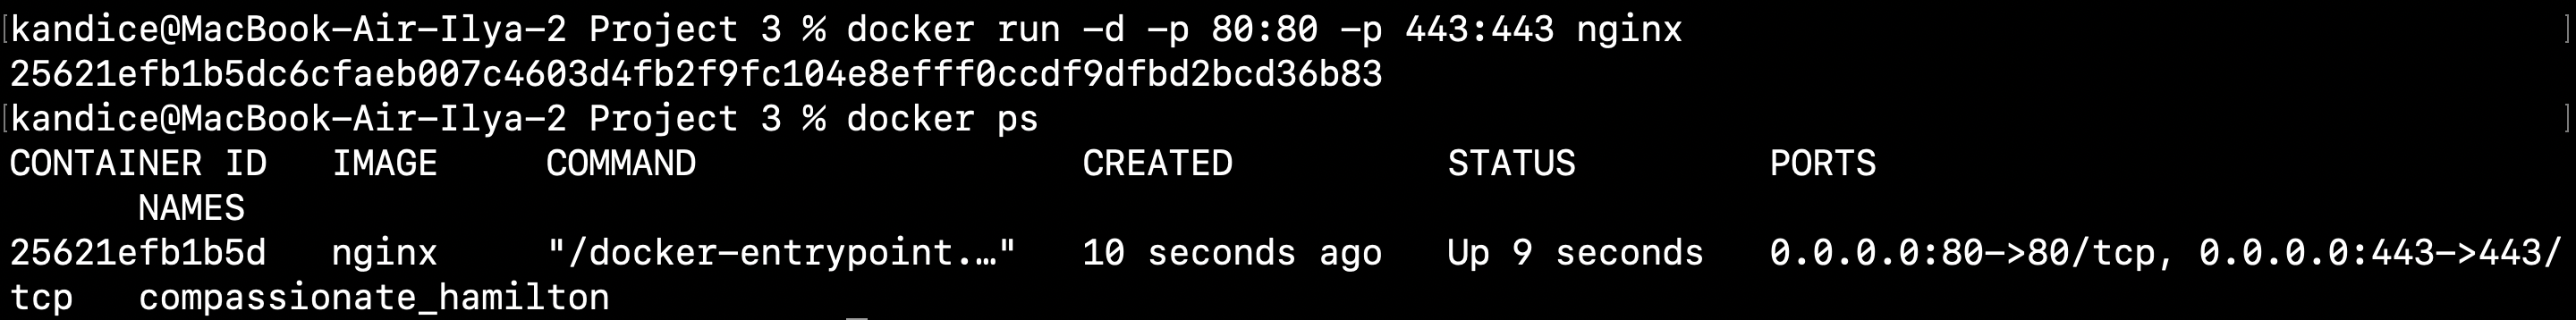 [kandice@MacBook-Air-Ilya-2 Project 3 % docker run -d -p 80:80 -p 443:443 nginx ]
25621efb1b5dc6cfaeb007c4603d4fb2f9fc104e8efff0ccdf9dfbd2bcd36b83
[kandice@MacBook-Air-Ilya-2 Project 3 % docker ps ]
CONTAINER ID   IMAGE     COMMAND                  CREATED          STATUS         PORTS
      NAMES
25621efb1b5d   nginx     "/docker-entrypoint.…"   10 seconds ago   Up 9 seconds   0.0.0.0:80->80/tcp, 0.0.0.0:443->443/
tcp   compassionate_hamilton